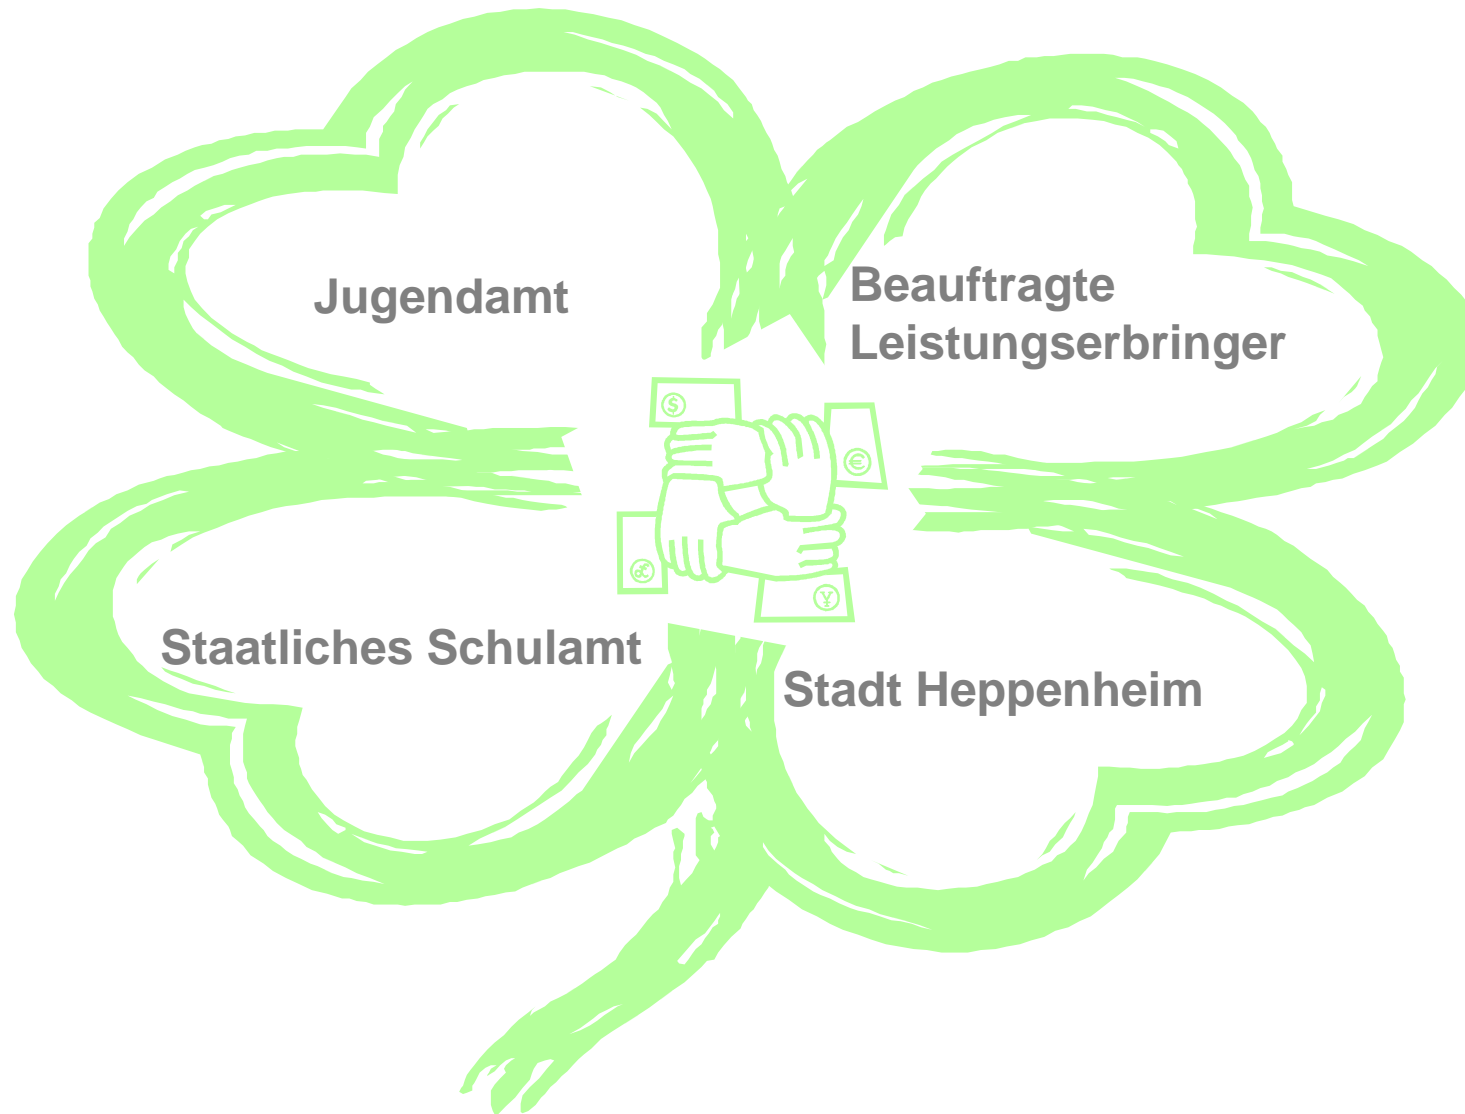 Jugendamt
Beauftragte
Leistungserbringer
$
€
£
¥
Staatliches Schulamt
Stadt Heppenheim